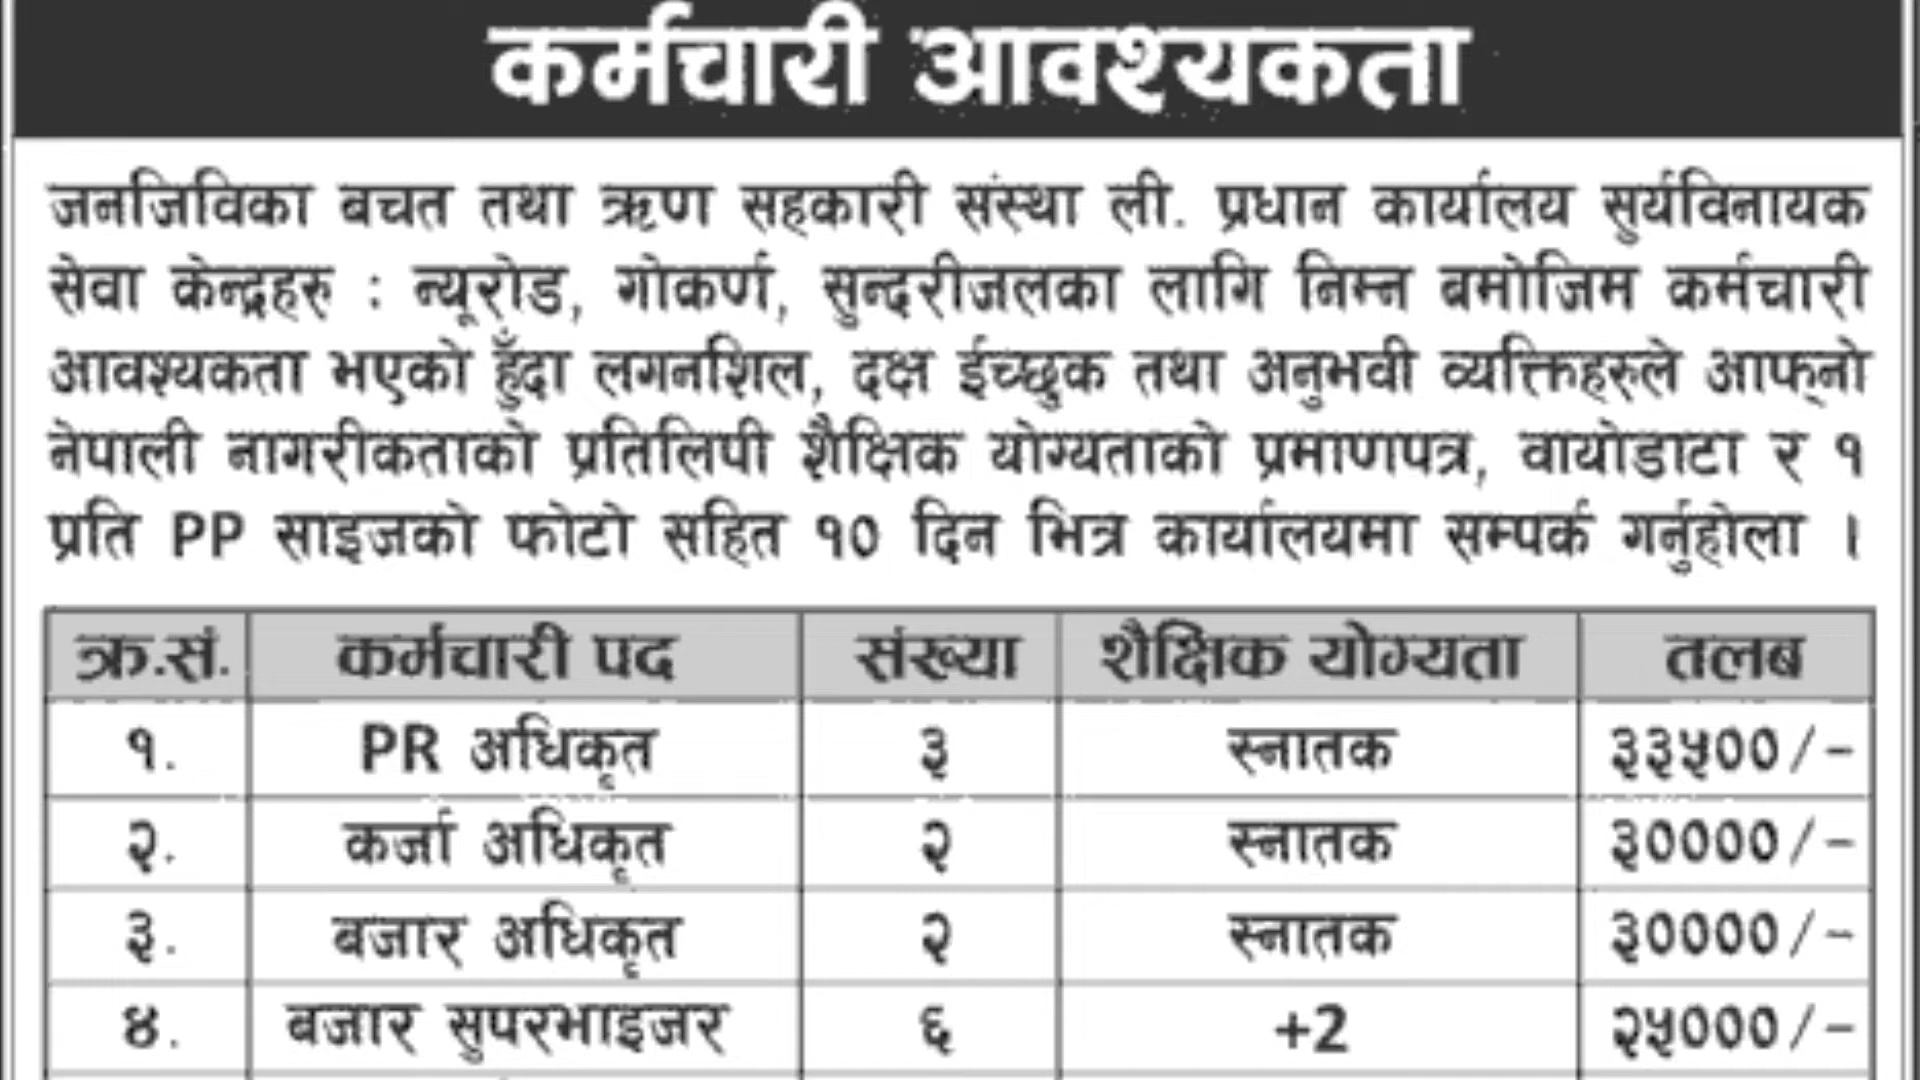 कर्मचारी आवश्यकता
जनजिविका बचत तथा ऋण सहकारी संस्था ली. प्रधान कार्यालय सुर्यविनायक
सेवा केन्द्रहरु : न्यूरोड, गोकर्ण, सुन्दरीजलका लागि निम्न बमोजिम कर्मचारी
आवश्यकता भएको हुँदा लगनशिल, दक्ष ईच्छुक तथा अनुभवी व्यक्तिहरुले आफ्‌नो
नेपाली नागरीकताको प्रतिलिपी शैक्षिक योग्यताको प्रमाणपत्र, वायोडाटा र १
प्रति PP साइजको फोटो सहित १० दिन भित्र कार्यालयमा सम्पर्क गर्नुहोला ।
क्र.सं. कर्मचारी पद संख्या शैक्षिक योग्यता तलब
१. PR अधिकृत ३ स्नातक ३३५००/-
२. कर्जा अधिकृत २ स्नातक ३००००/-
३. बजार अधिकृत २ स्नातक ३००००/-
४. बजार सुपरभाइजर ६ +2 २५०००/-